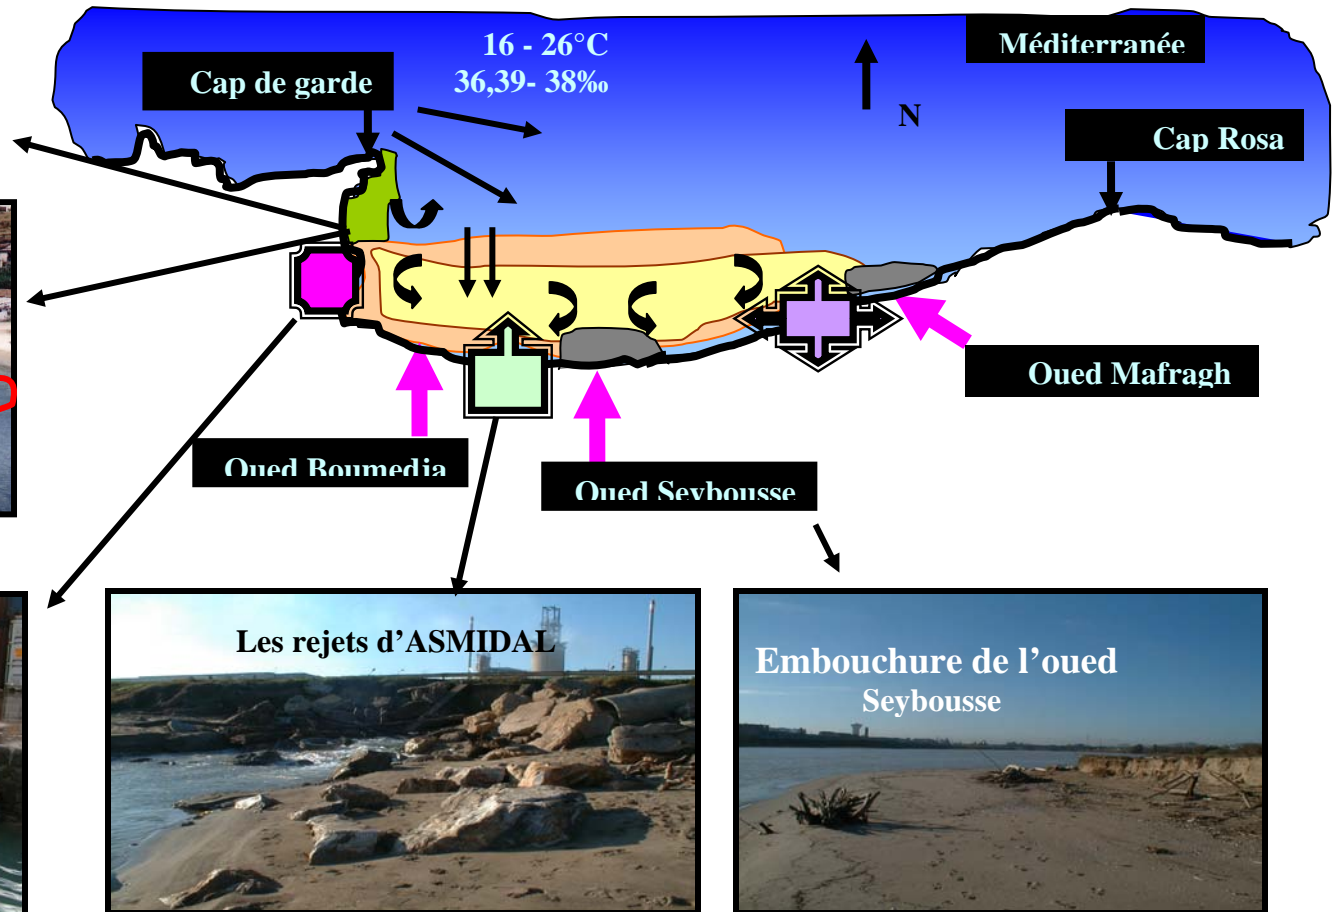 16 - 26°C
36,39- 38‰
Méditerranée
Cap de garde
N
Cap Rosa
Oued Mafragh
Oued Boumedia
Oued Seybousse
Les rejets d’ASMIDAL
Embouchure de l’oued
Seybousse